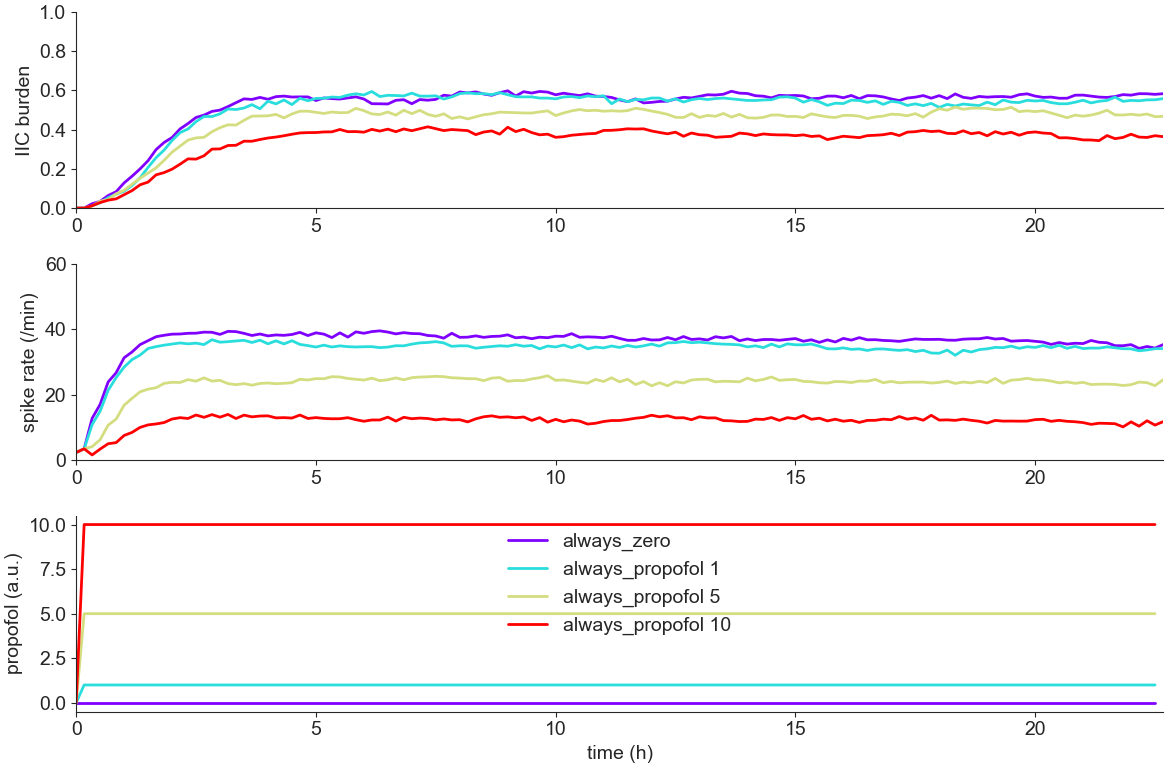 IIC burden
1.0
0.8
0.6
0.4
0.2
0.0
0 5 10 15 20
spike rate (/min)
60
40
20
0
0 5 10 15 20
propofol (a.u.)
10.0
7.5
5.0
2.5
0.0
always_zero
always_propofol 1
always_propofol 5
always_propofol 10
0 5 10 15 20
time (h)